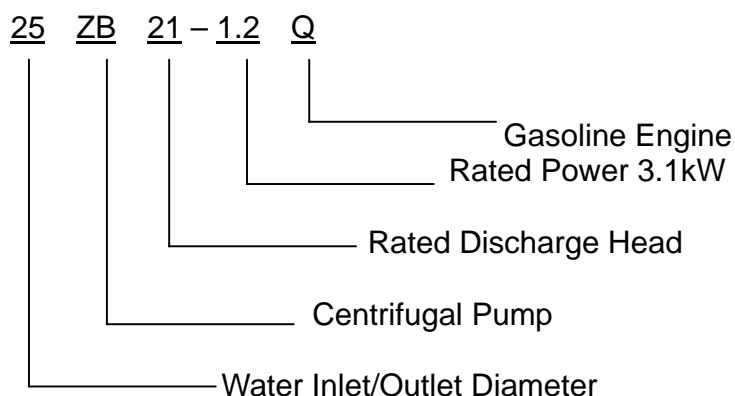 25 ZB 21 – 1.2 Q
Gasoline Engine
Rated Power 3.1kW
Rated Discharge Head
Centrifugal Pump
Water Inlet/Outlet Diameter